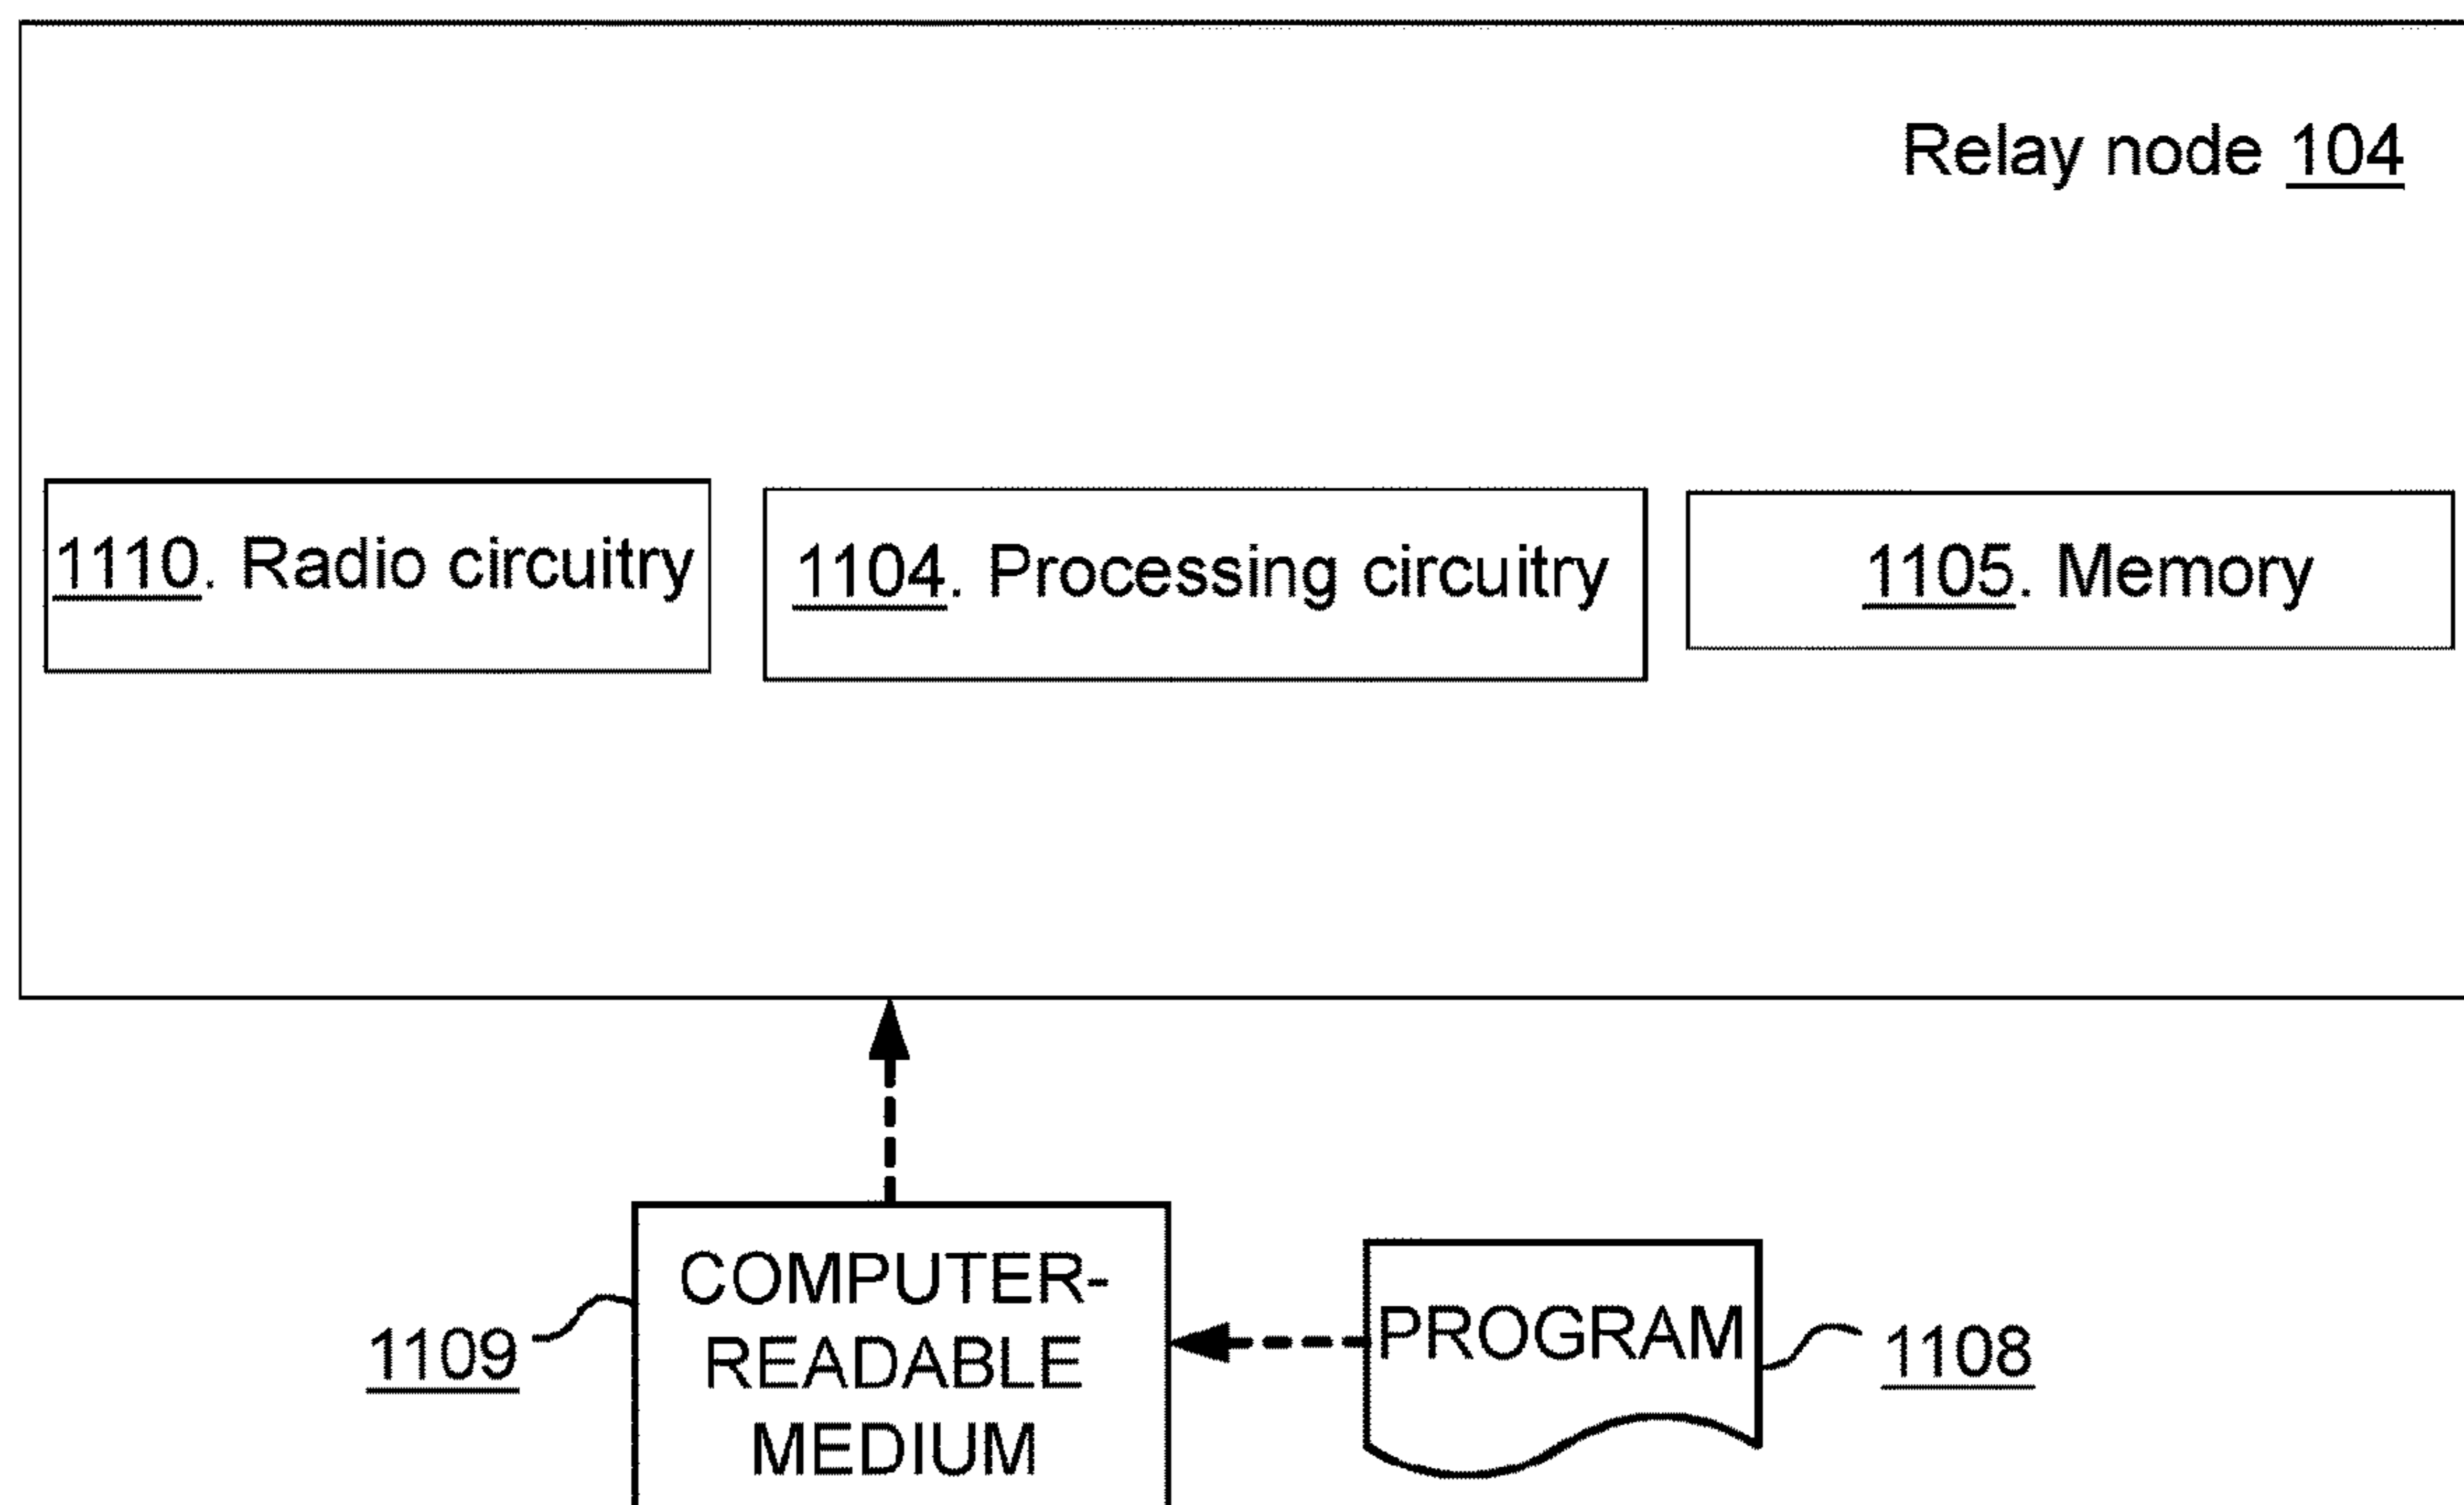 Relay node 104
1110. Radio circuitry
1104. Processing circuitry
1105. Memory
1109
COMPUTER-
READABLE
MEDIUM
PROGRAM
1108